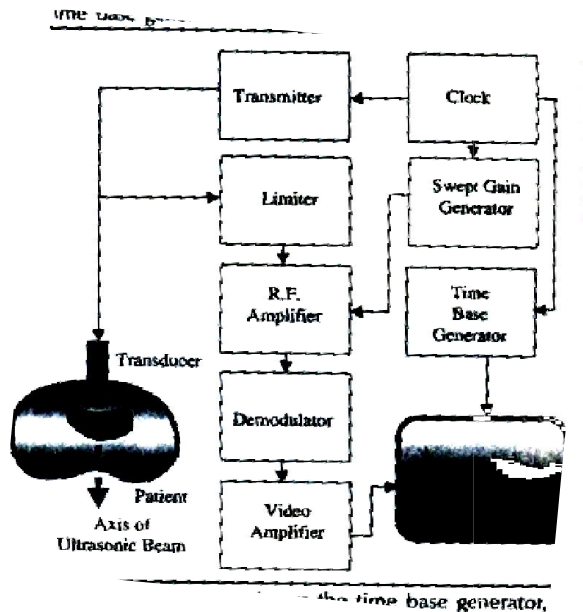 Transmitter
Clock
Limiter
Swept Gain
Generator
R.F.
Amplifier
Time
Base
Generator
Transducer
Demodulator
Patient
Axis of
Ultrasonic Beam
Video
Amplifier
the time base generator,